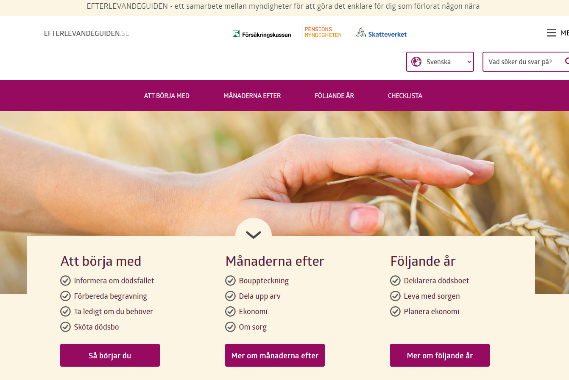 EFTERLEVANDEGUIDEN - ett samarbete mellan myndigheter för att göra det enklare för dig som förlorat någon nära
EFTERLEVANDEGUIDEN.SE
Försäkringskassan
PENSIONS
MYNDIGHETEN
Skatteverket
ME
Svenska
Vad söker du svar på?
ATT BÖRJA MED
MÅNADERNA EFTER
FÖLJANDE ÅR
CHECKLISTA
Att börja med
Informera om dödsfallet
Förbereda begravning
Ta ledigt om du behöver
Sköta dödsbo
Så börjar du
Månaderna efter
Bouppteckning
Dela upp arv
Ekonomi
Om sorg
Mer om månaderna efter
Följande år
Deklarera dödsboet
Leva med sorgen
Planera ekonomi
Mer om följande år